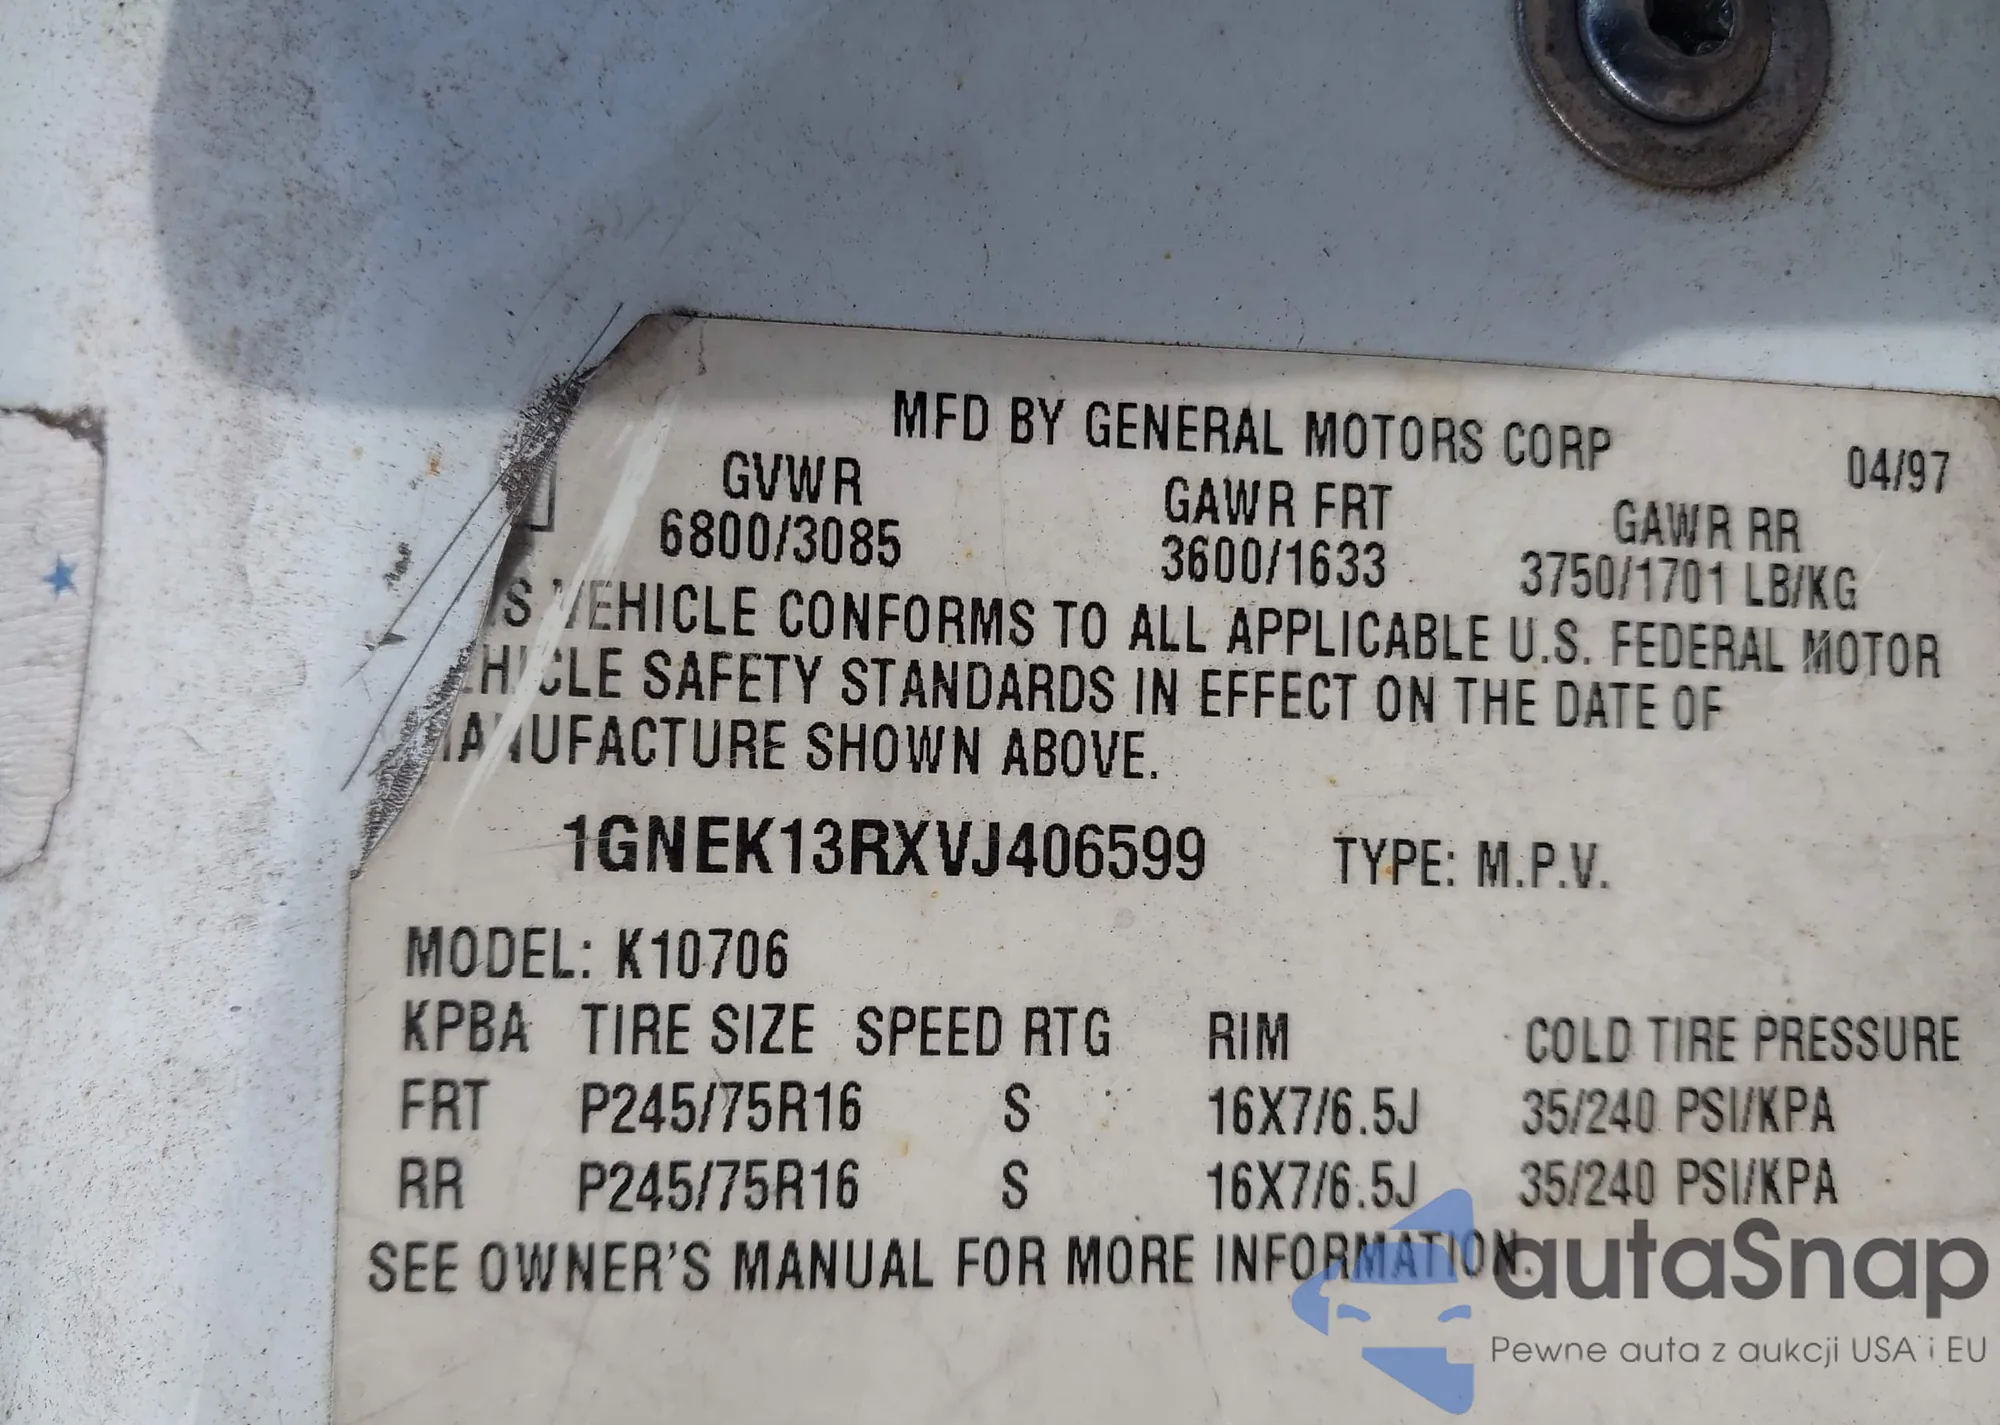 MFD BY GENERAL MOTORS CORP 04/97
GVWR GAWR FRT GAWR RR
6800/3085 3600/1633 3750/1701 LB/KG
VEHICLE CONFORMS TO ALL APPLICABLE U.S. FEDERAL MOTOR
VEHICLE SAFETY STANDARDS IN EFFECT ON THE DATE OF
MANUFACTURE SHOWN ABOVE.
1GNEK13RXVJ406599 TYPE: M.P.V.
MODEL: K10706
KPBA TIRE SIZE SPEED RTG RIM COLD TIRE PRESSURE
FRT P245/75R16 S 16X7/6.5J 35/240 PSI/KPA
RR P245/75R16 S 16X7/6.5J 35/240 PSI/KPA
SEE OWNER'S MANUAL FOR MORE INFORMATION.
autaSnap
Pewne auta z aukcji USA i EU